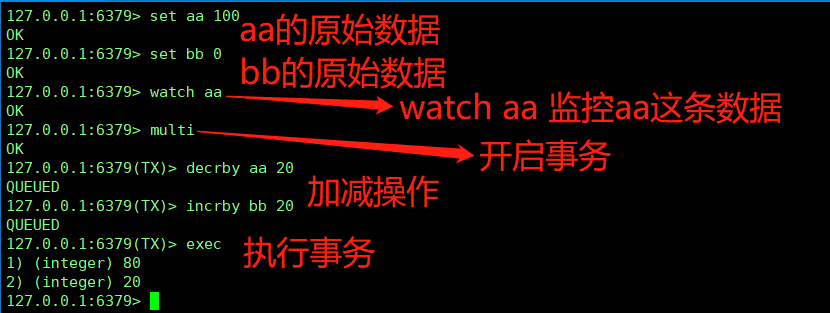 127.0.0.1:6379> set aa 100
OK
aa的原始数据
127.0.0.1:6379> set bb 0
OK
bb的原始数据
127.0.0.1:6379> watch aa
OK
watch aa 监控aa这条数据
127.0.0.1:6379> multi
OK
开启事务
127.0.0.1:6379(TX)> decrby aa 20
QUEUED
加减操作
127.0.0.1:6379(TX)> incrby bb 20
QUEUED
127.0.0.1:6379(TX)> exec
执行事务
1) (integer) 80
2) (integer) 20
127.0.0.1:6379>